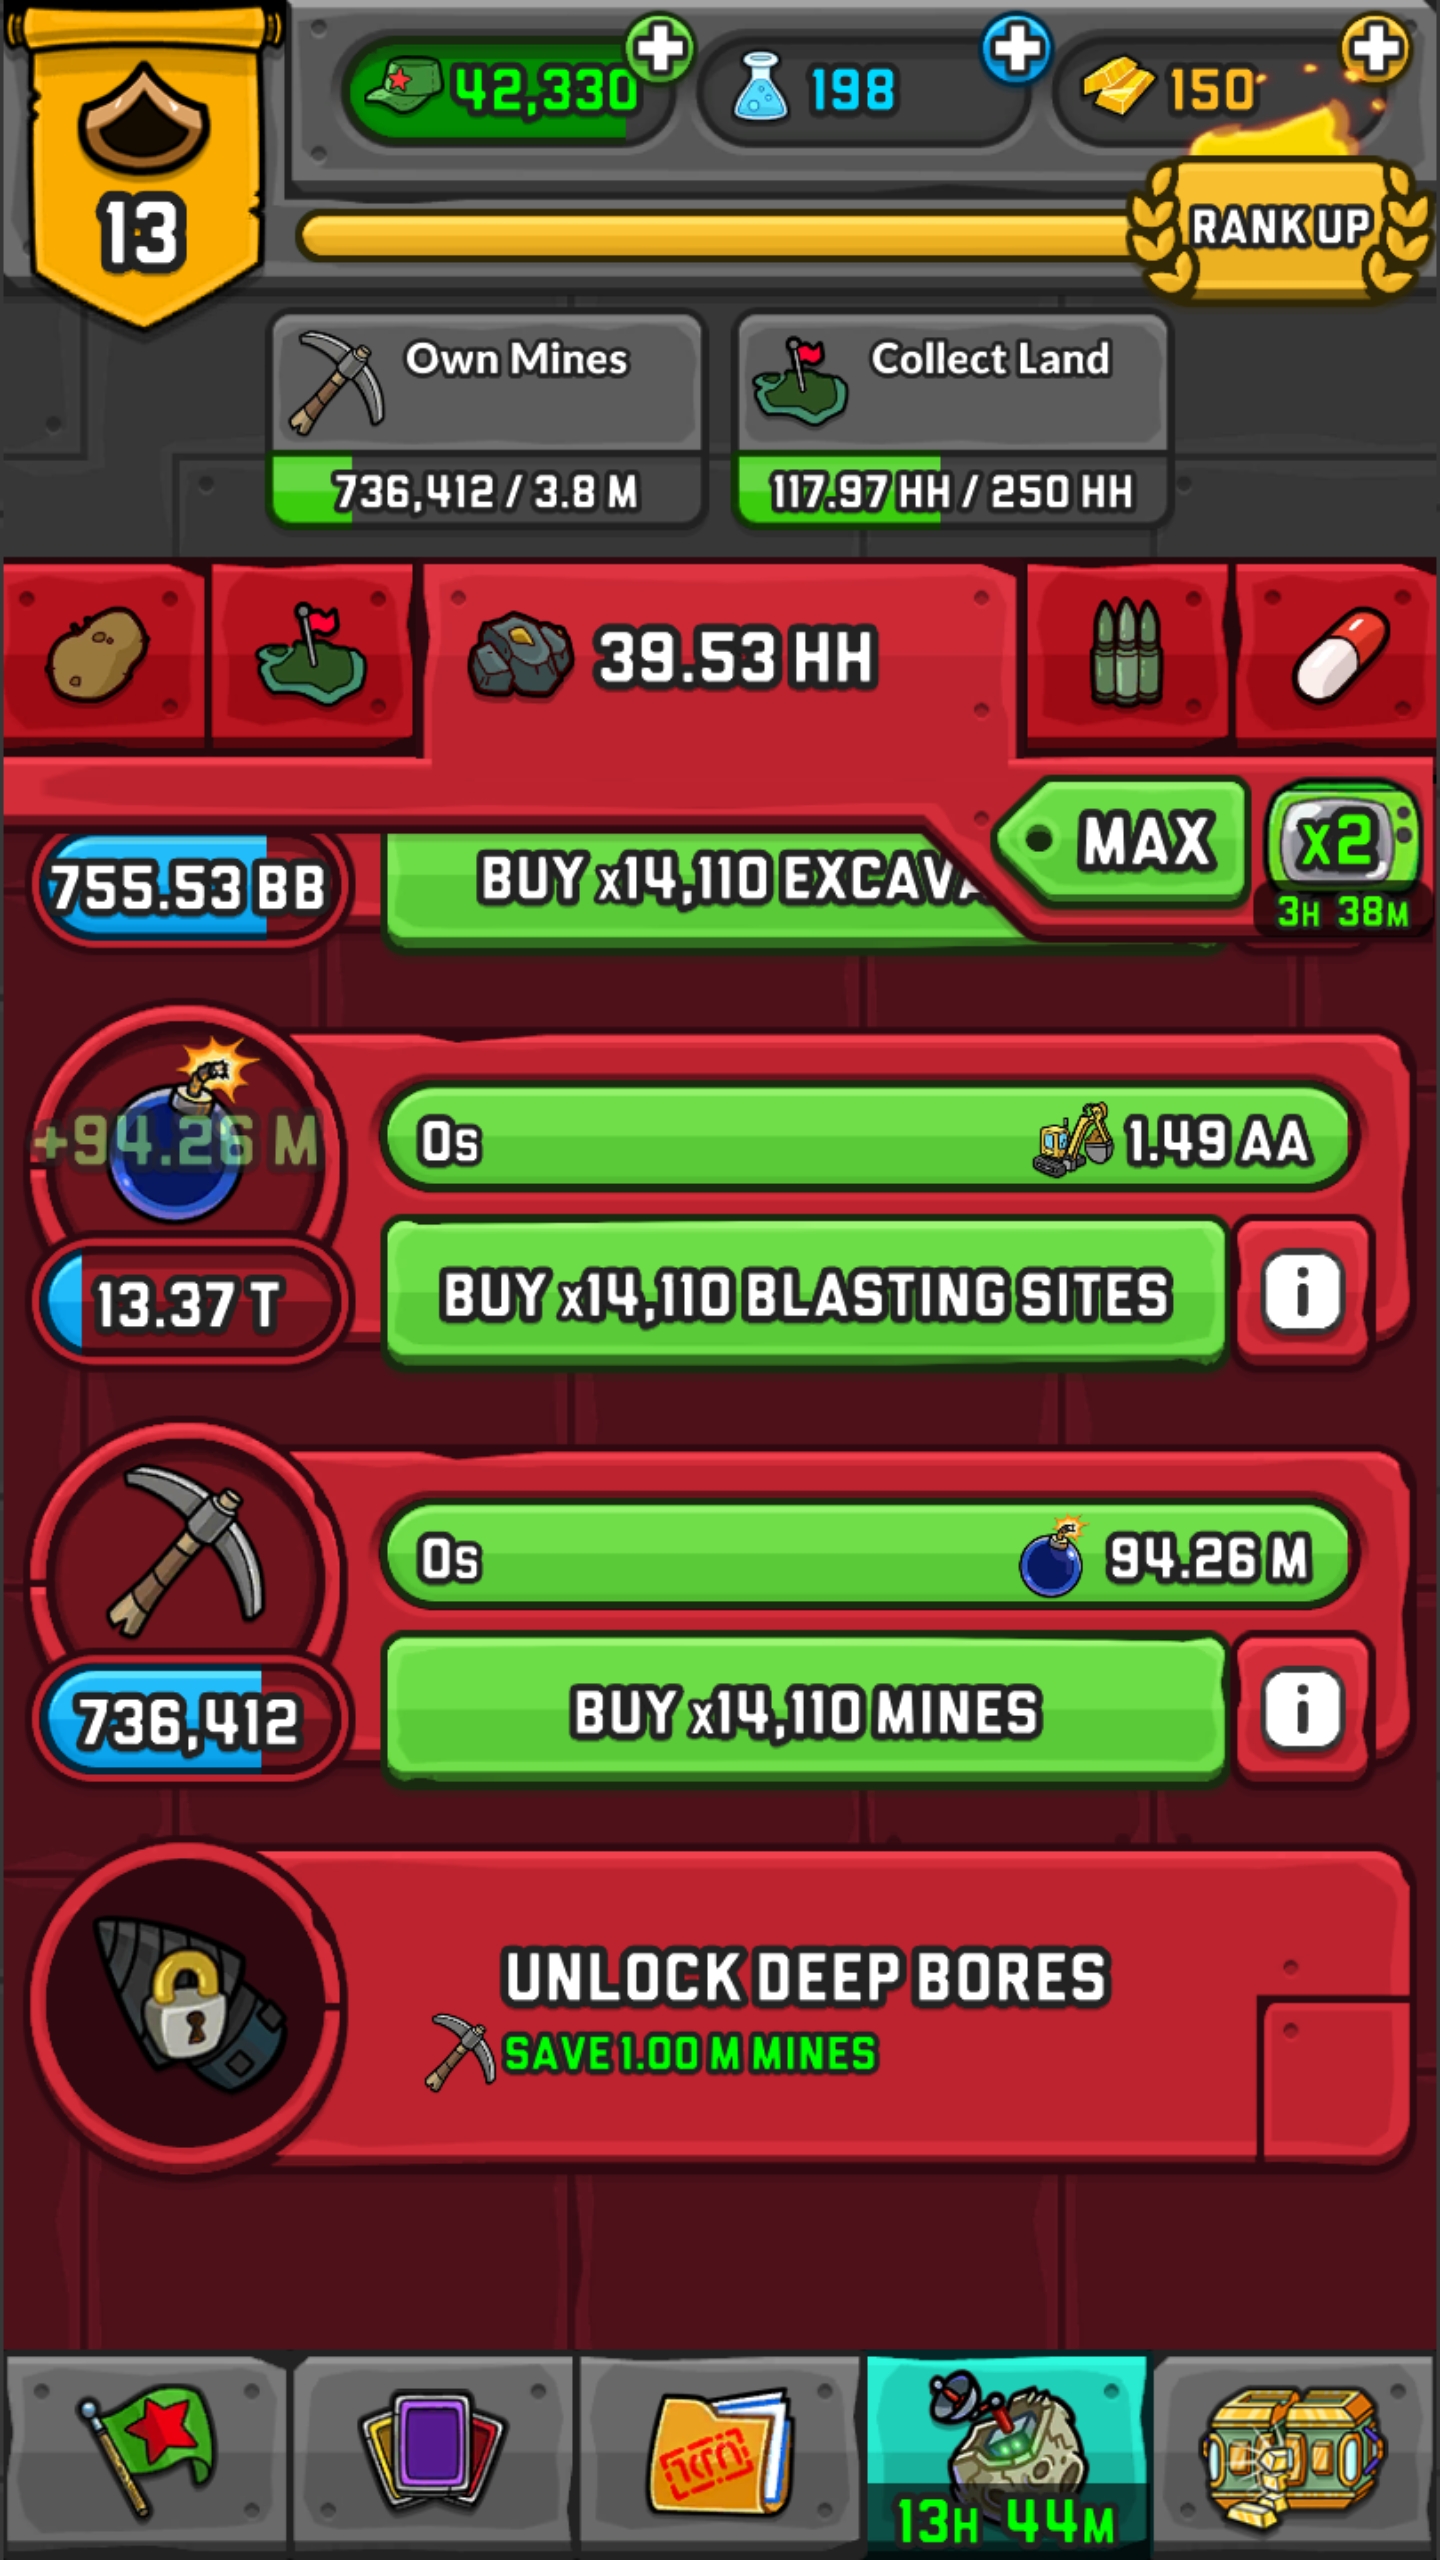 42,330
198
150
13
RANK UP
Own Mines
736,412 / 3.8 M
Collect Land
117.97 HH / 250 HH
39.53 HH
MAX
x2
3H 38M
755.53 BB
BUY x14,110 EXCAVA
+94.26 M
0s
1.49 AA
13.37 T
BUY x14,110 BLASTING SITES
i
0s
94.26 M
736,412
BUY x14,110 MINES
i
UNLOCK DEEP BORES
SAVE 1.00 M MINES
13H 44M